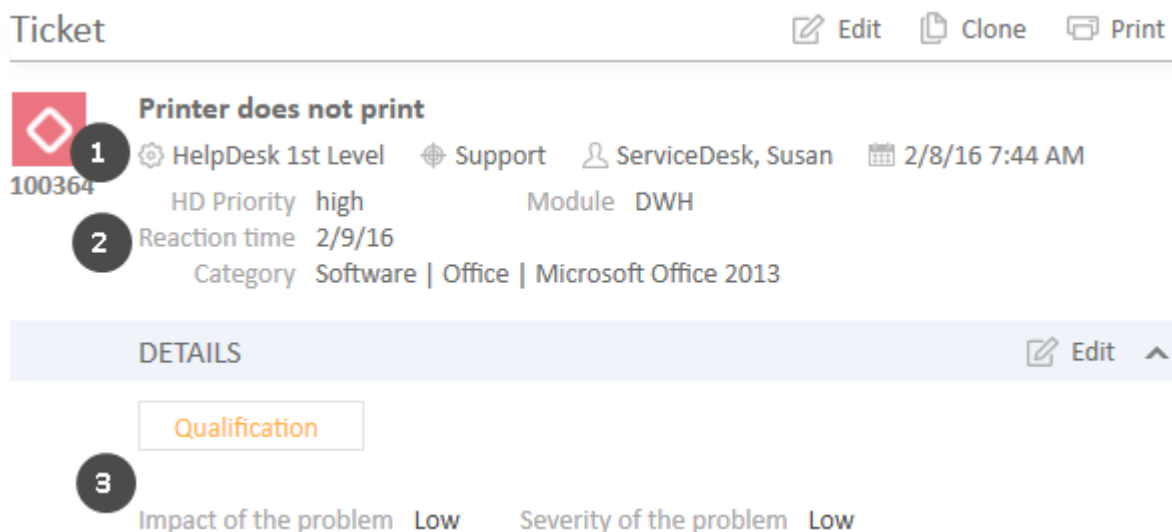 Ticket Edit Clone Print
Printer does not print
1 HelpDesk 1st Level Support ServiceDesk, Susan 2/8/16 7:44 AM
100364
HD Priority high Module DWH
2 Reaction time 2/9/16
Category Software | Office | Microsoft Office 2013
DETAILS Edit
Qualification
3
Impact of the problem Low Severity of the problem Low